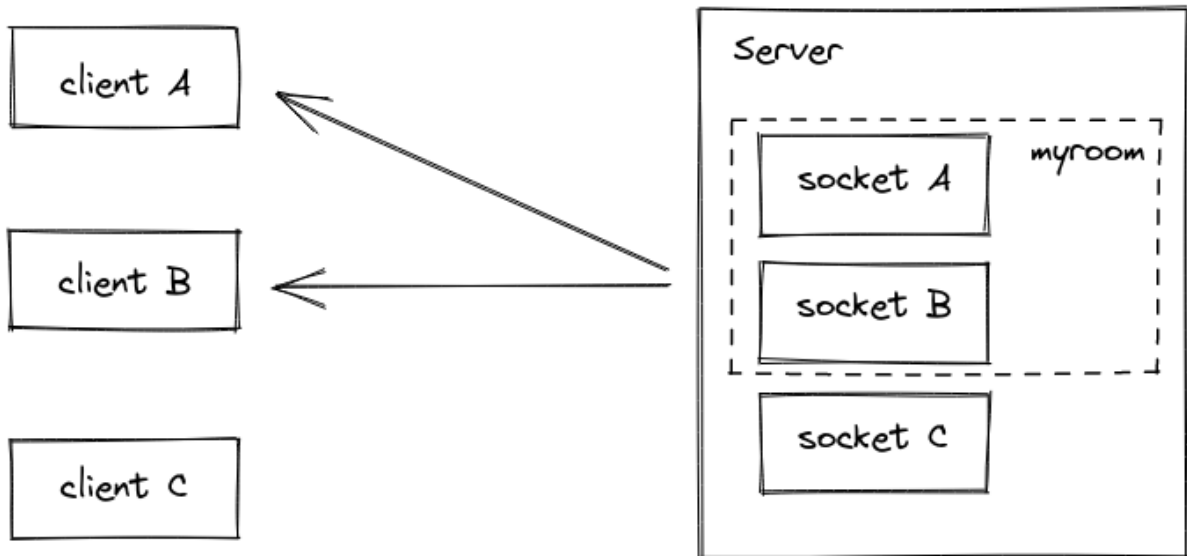 client A
client B
client C
Server
myroom
socket A
socket B
socket C